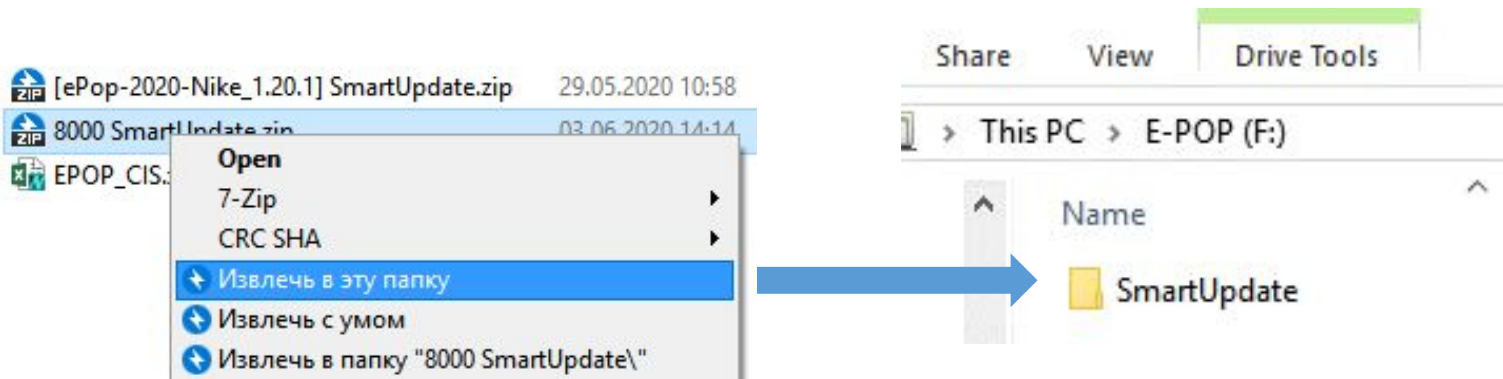 [ePop-2020-Nike_1.20.1] SmartUpdate.zip 29.05.2020 10:58
8000 SmartUpdate.zip 03.06.2020 14:14
EPOP_CIS.
Open
7-Zip
CRC SHA
Извлечь в эту папку
Извлечь с умом
Извлечь в папку "8000 SmartUpdate\"
Share View Drive Tools
> This PC > E-POP (F:)
Name
SmartUpdate